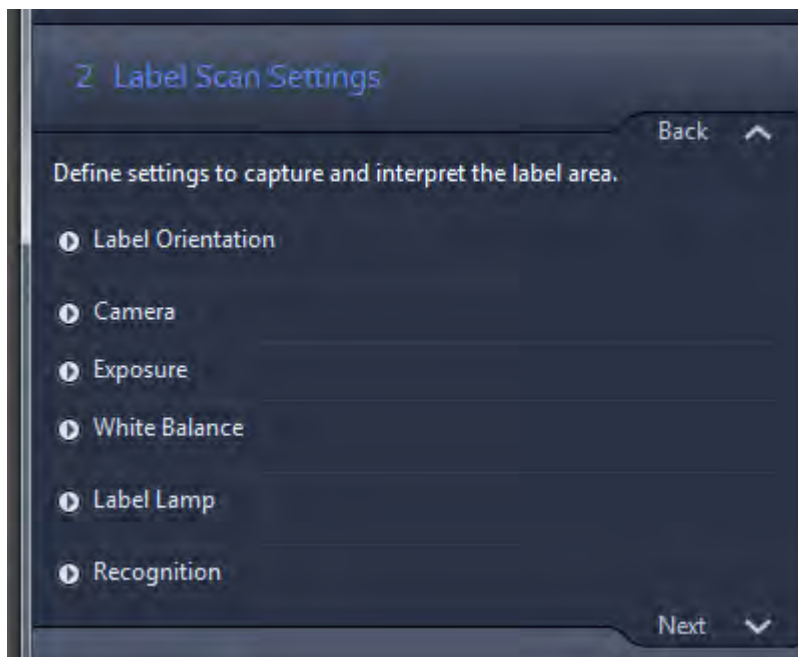 2 Label Scan Settings
Back
Define settings to capture and interpret the label area.
Label Orientation
Camera
Exposure
White Balance
Label Lamp
Recognition
Next